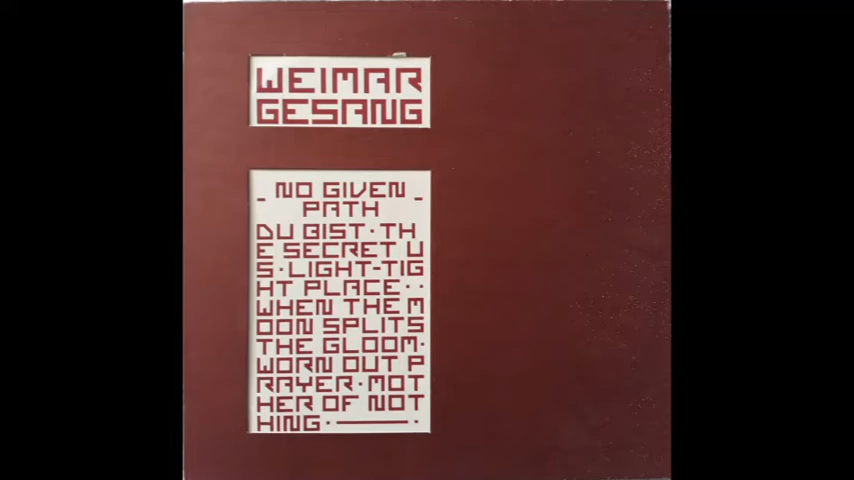 WEIMAR
GESANG
- NO GIVEN -
PATH
DU BIST · TH
E SECRET U
S · LIGHT-TIG
HT PLACE · ·
WHEN THE M
OON SPLITS
THE GLOOM ·
WORN OUT P
RAYER · MOT
HER OF NOT
HING · — ·